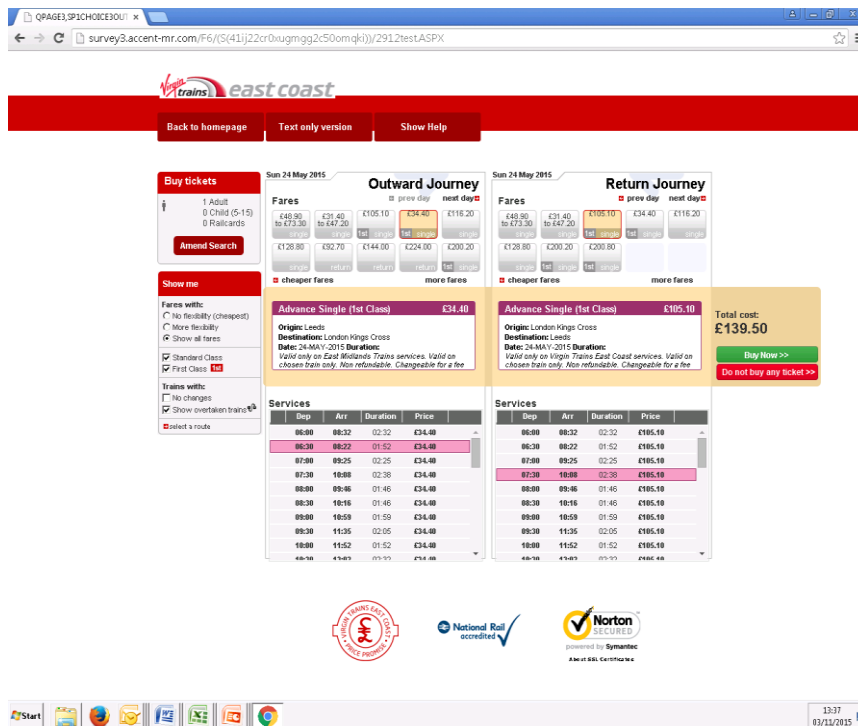 QPAGE3,SP1CHOICE3OUT
survey3.accent-mr.com/F6/(S(41ij22cr0xugmgg2c50omqki))/2912test.ASPX
Virgin trains east coast
Back to homepage Text only version Show Help
Buy tickets
1 Adult
0 Child (5-15)
0 Railcards
Amend Search
Show me
Fares with:
No flexibility (cheapest)
More flexibility
Show all fares
Standard Class
First Class 1st
Trains with:
No changes
Show overtaken trains
select a route
Sun 24 May 2015
Outward Journey
Fares prev day next day
£48.90 to £73.30 single £31.40 to £47.20 single £105.10 1st single £34.40 1st single £116.20 single
£128.80 single £92.70 return £144.00 return £224.00 return £200.20 1st single
cheaper fares more fares
Advance Single (1st Class) £34.40
Origin: Leeds
Destination: London Kings Cross
Date: 24-MAY-2015 Duration:
Valid only on East Midlands Trains services. Valid on
chosen train only. Non refundable. Changeable for a fee
Services
Dep Arr Duration Price
06:00 08:32 02:32 £34.40
06:30 08:22 01:52 £34.40
07:00 09:25 02:25 £34.40
07:30 10:08 02:38 £34.40
08:00 09:46 01:46 £34.40
08:30 10:16 01:46 £34.40
09:00 10:59 01:59 £34.40
09:30 11:35 02:05 £34.40
10:00 11:52 01:52 £34.40
Sun 24 May 2015
Return Journey
Fares prev day next day
£48.90 to £73.30 single £31.40 to £47.20 single £105.10 1st single £34.40 single £116.20 single
£128.80 single £200.20 1st single £200.80 1st single
cheaper fares more fares
Advance Single (1st Class) £105.10
Origin: London Kings Cross
Destination: Leeds
Date: 24-MAY-2015 Duration:
Valid only on Virgin Trains East Coast services. Valid on
chosen train only. Non refundable. Changeable for a fee
Services
Dep Arr Duration Price
06:00 08:32 02:32 £105.10
06:30 08:22 01:52 £105.10
07:00 09:25 02:25 £105.10
07:30 10:08 02:38 £105.10
08:00 09:46 01:46 £105.10
08:30 10:16 01:46 £105.10
09:00 10:59 01:59 £105.10
09:30 11:35 02:05 £105.10
10:00 11:52 01:52 £105.10
Total cost:
£139.50
Buy Now >>
Do not buy any ticket >>
VIRGIN TRAINS EAST COAST PRICE PROMISE
National Rail
accredited
Norton
SECURED
powered by Symantec
About SSL Certificates
Start
13:37
03/11/2015